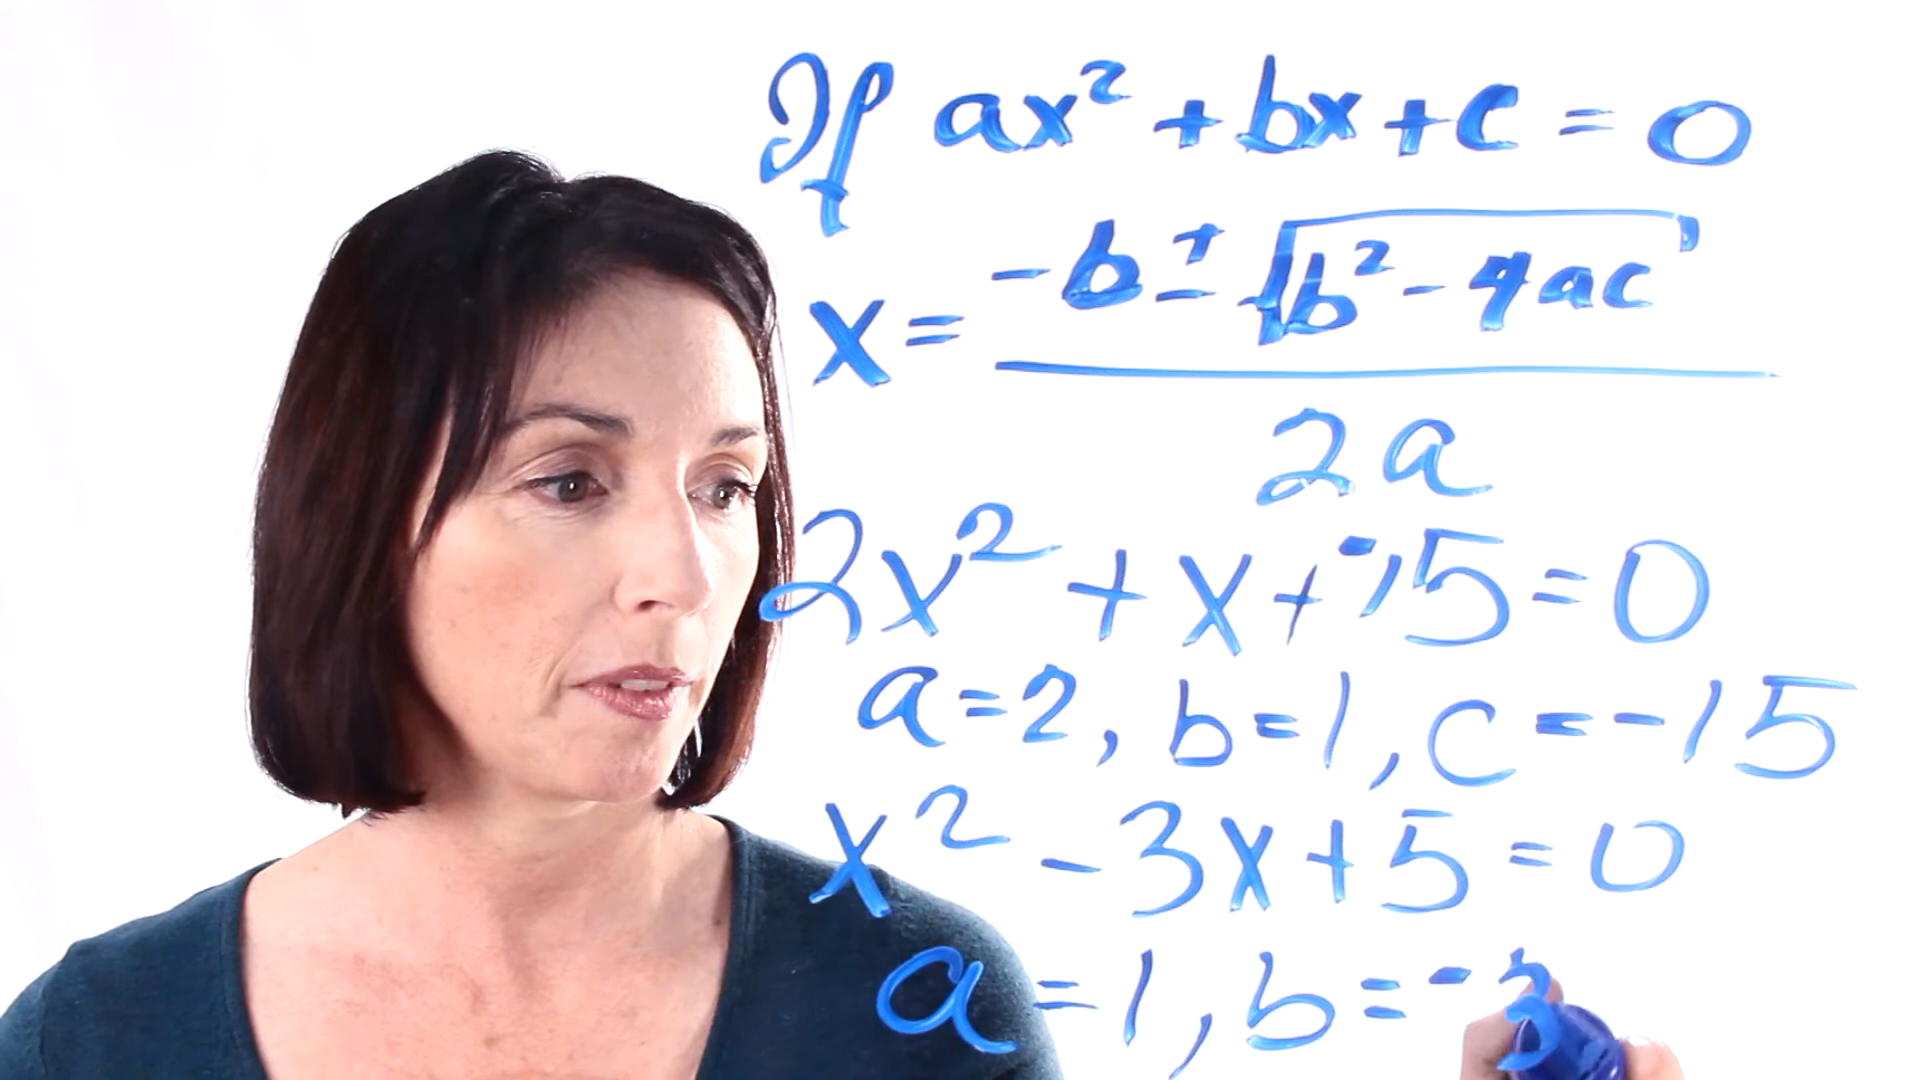 If ax² + bx + c = 0
x = -b ± √(b² - 4ac) / 2a
2x² + x + -15 = 0
a = 2, b = 1, c = -15
x² - 3x + 5 = 0
a = 1, b = -3